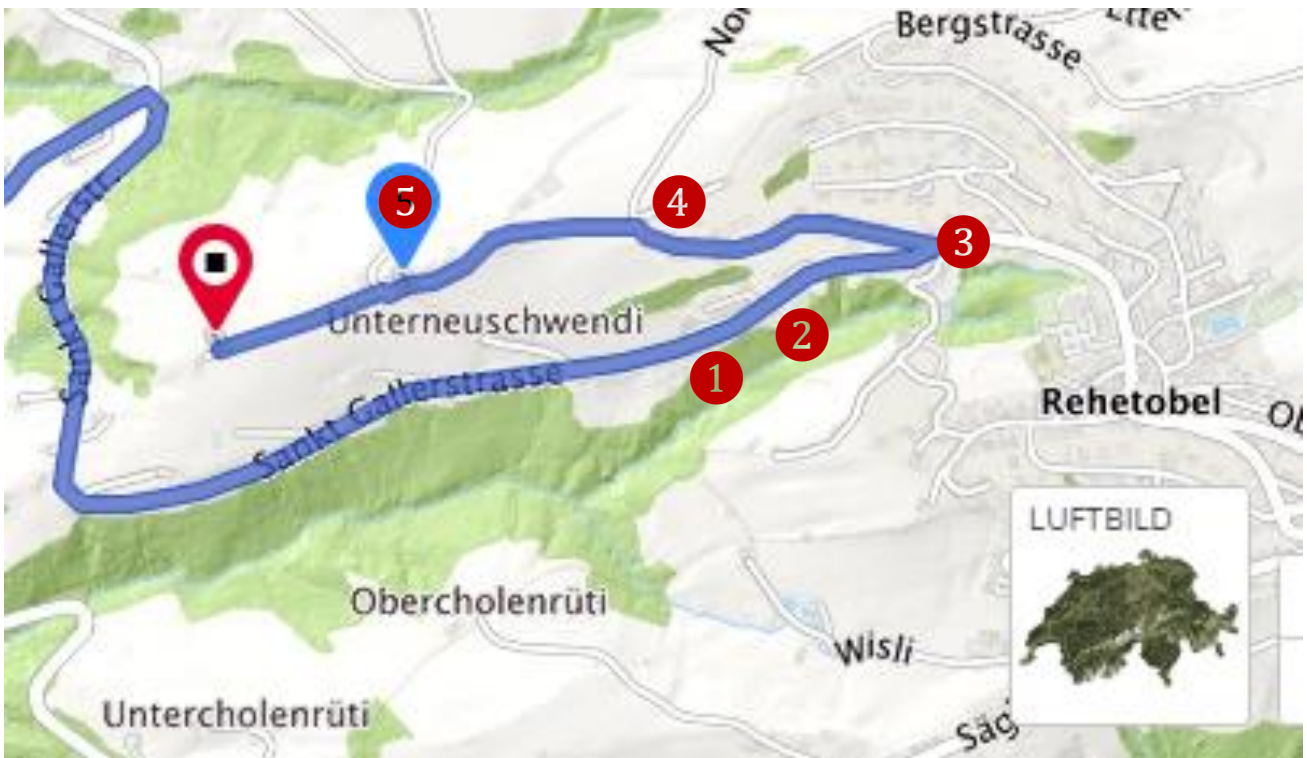 Bergstrasse
4
5
3
Unterneuschwendi
2
1
Sankt Gallerstrasse
Rehetobel
LUFTBILD
Obercholenrüti
Wisli
Untercholenrüti